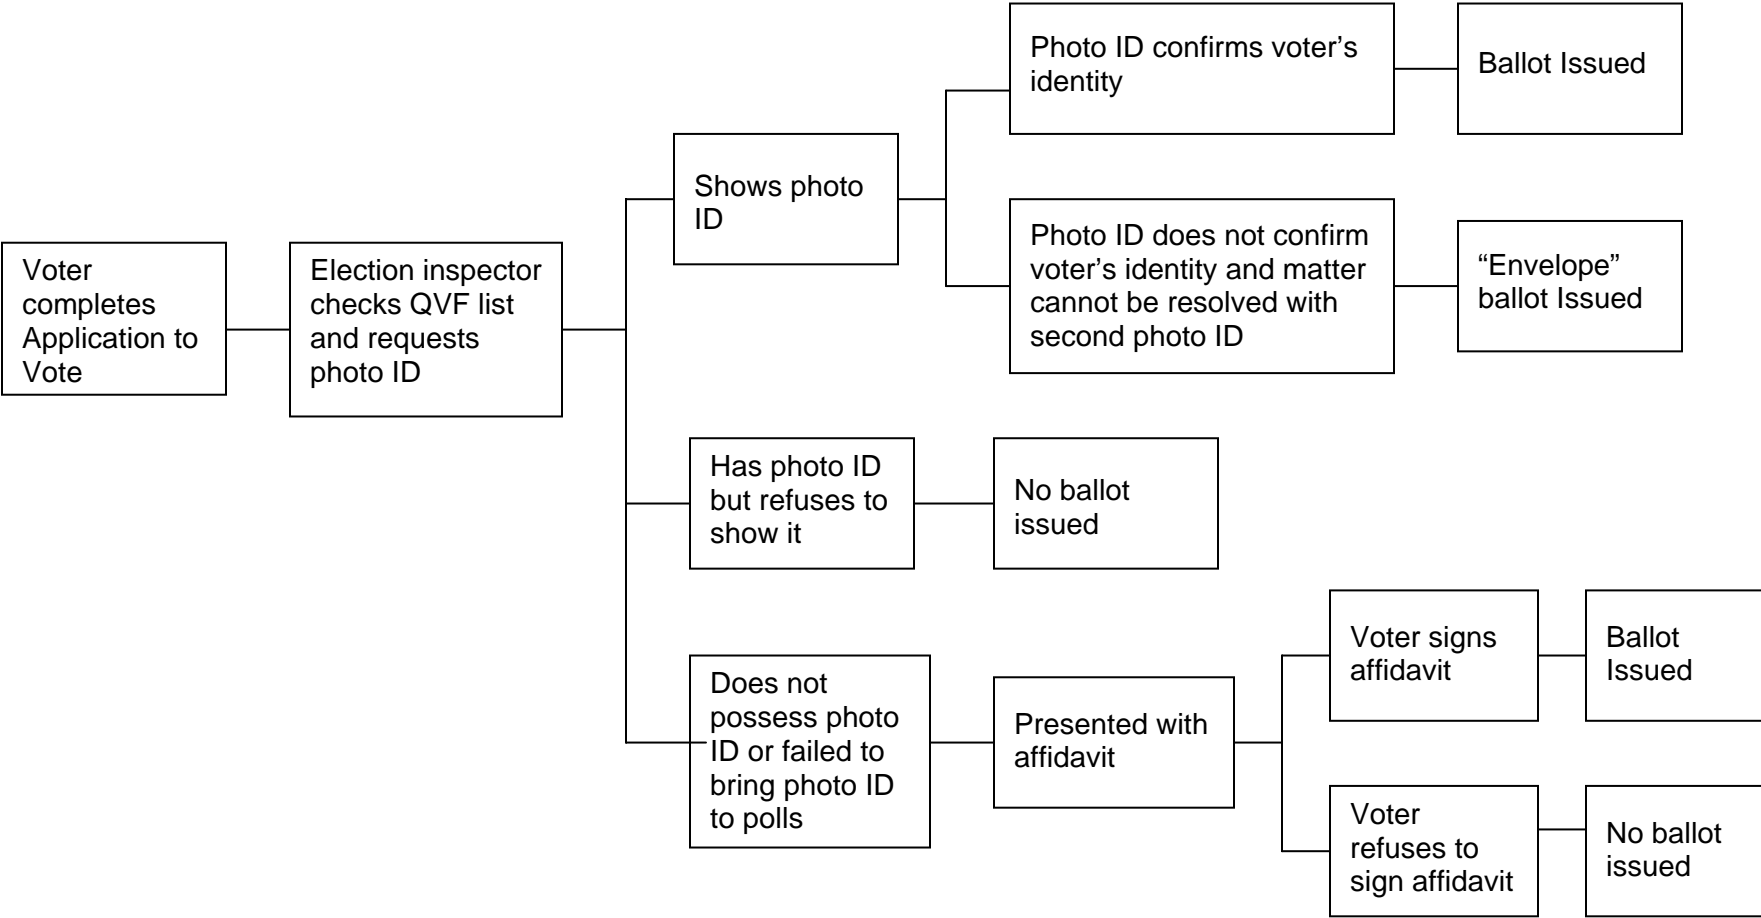 Voter
completes
Application to
Vote
Election inspector
checks QVF list
and requests
photo ID
Shows photo
ID
Photo ID confirms voter’s
identity
Ballot Issued
Photo ID does not confirm
voter’s identity and matter
cannot be resolved with
second photo ID
“Envelope”
ballot Issued
Has photo ID
but refuses to
show it
No ballot
issued
Does not
possess photo
ID or failed to
bring photo ID
to polls
Presented with
affidavit
Voter signs
affidavit
Ballot
Issued
Voter
refuses to
sign affidavit
No ballot
issued